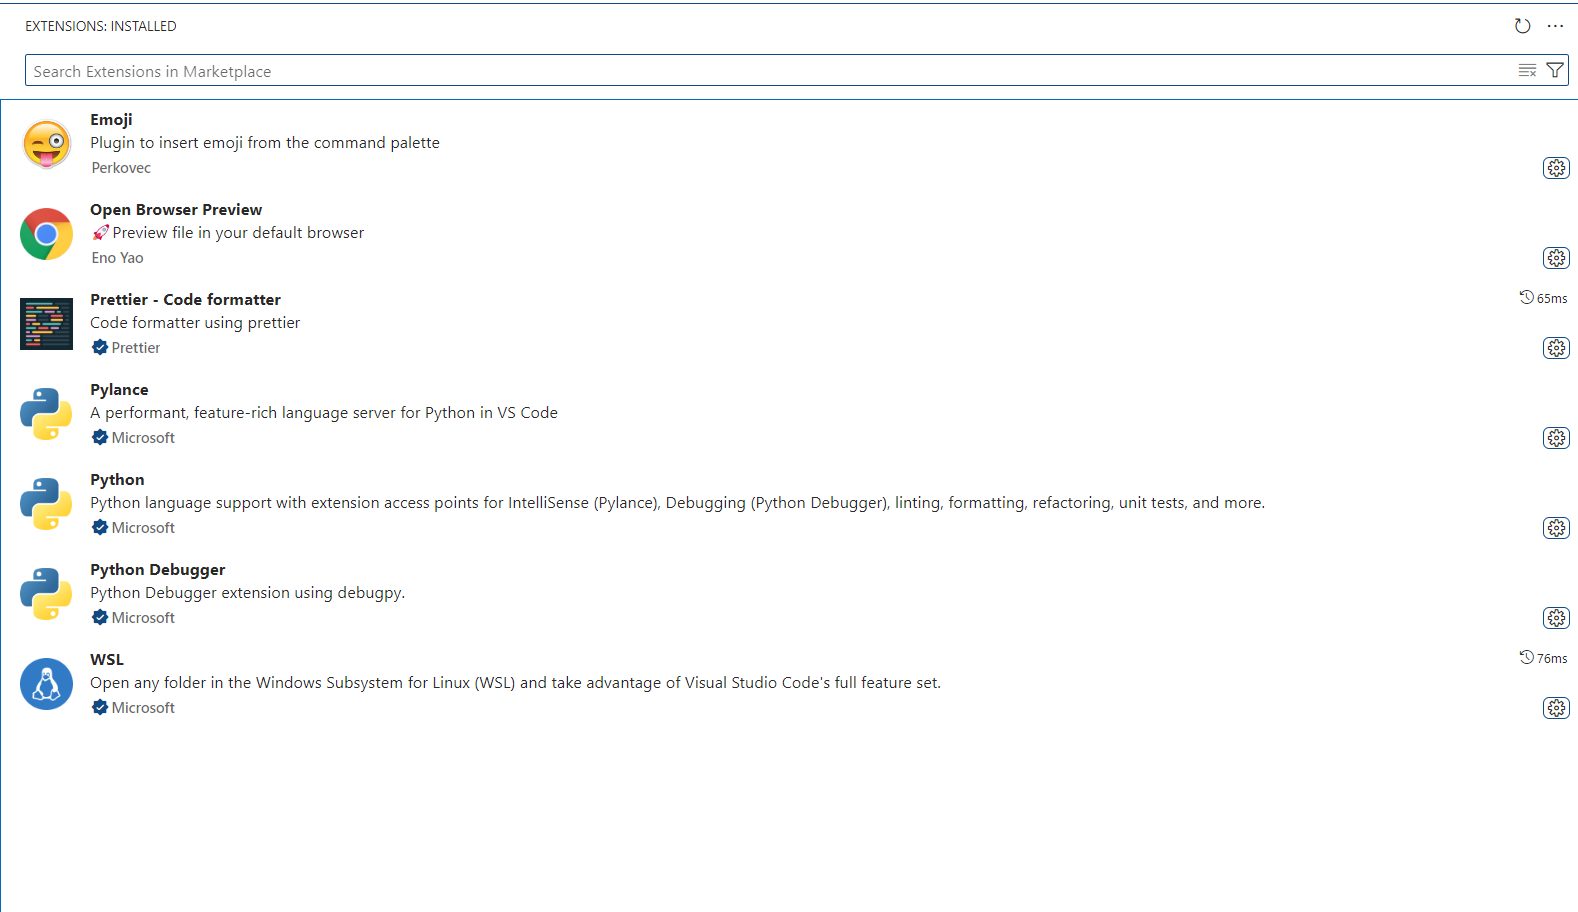 EXTENSIONS: INSTALLED
Search Extensions in Marketplace
Emoji
Plugin to insert emoji from the command palette
Perkovec
Open Browser Preview
🚀Preview file in your default browser
Eno Yao
Prettier - Code formatter
65ms
Code formatter using prettier
Prettier
Pylance
A performant, feature-rich language server for Python in VS Code
Microsoft
Python
Python language support with extension access points for IntelliSense (Pylance), Debugging (Python Debugger), linting, formatting, refactoring, unit tests, and more.
Microsoft
Python Debugger
Python Debugger extension using debugpy.
Microsoft
WSL
76ms
Open any folder in the Windows Subsystem for Linux (WSL) and take advantage of Visual Studio Code's full feature set.
Microsoft